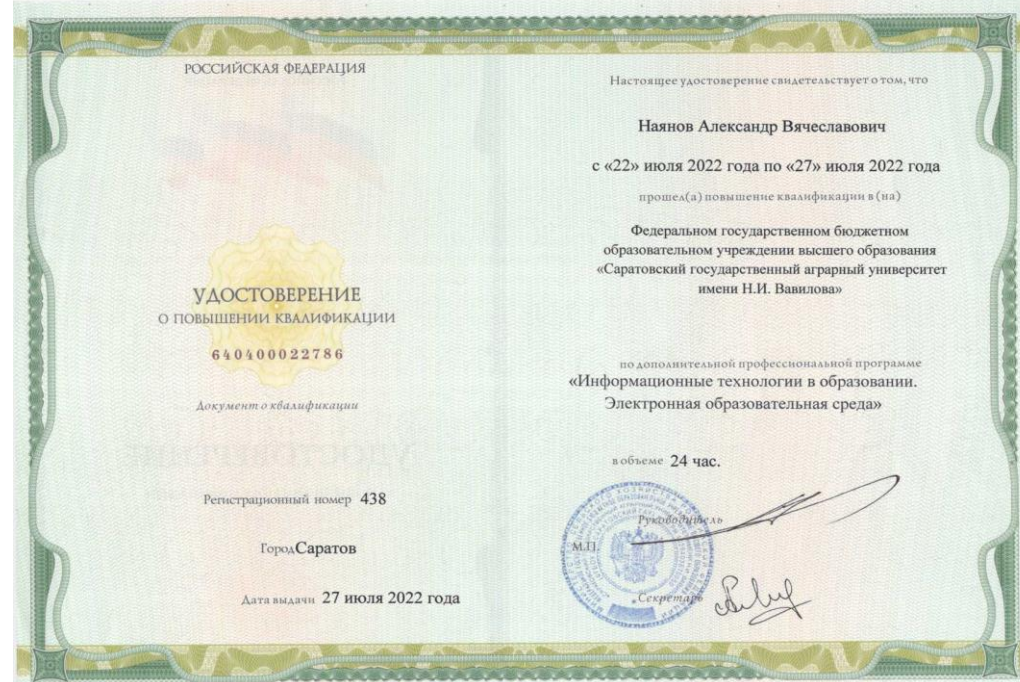 РОССИЙСКАЯ ФЕДЕРАЦИЯ
УДОСТОВЕРЕНИЕ
О ПОВЫШЕНИИ КВАЛИФИКАЦИИ
640400022786
Документ о квалификации
Регистрационный номер 438
Город Саратов
Дата выдачи 27 июля 2022 года
Настоящее удостоверение свидетельствует о том, что
Наянов Александр Вячеславович
с «22» июля 2022 года по «27» июля 2022 года
прошел(а) повышение квалификации в (на)
Федеральном государственном бюджетном
образовательном учреждении высшего образования
«Саратовский государственный аграрный университет
имени Н.И. Вавилова»
по дополнительной профессиональной программе
«Информационные технологии в образовании.
Электронная образовательная среда»
в объеме 24 час.
Руководитель
М.П.
Секретарь